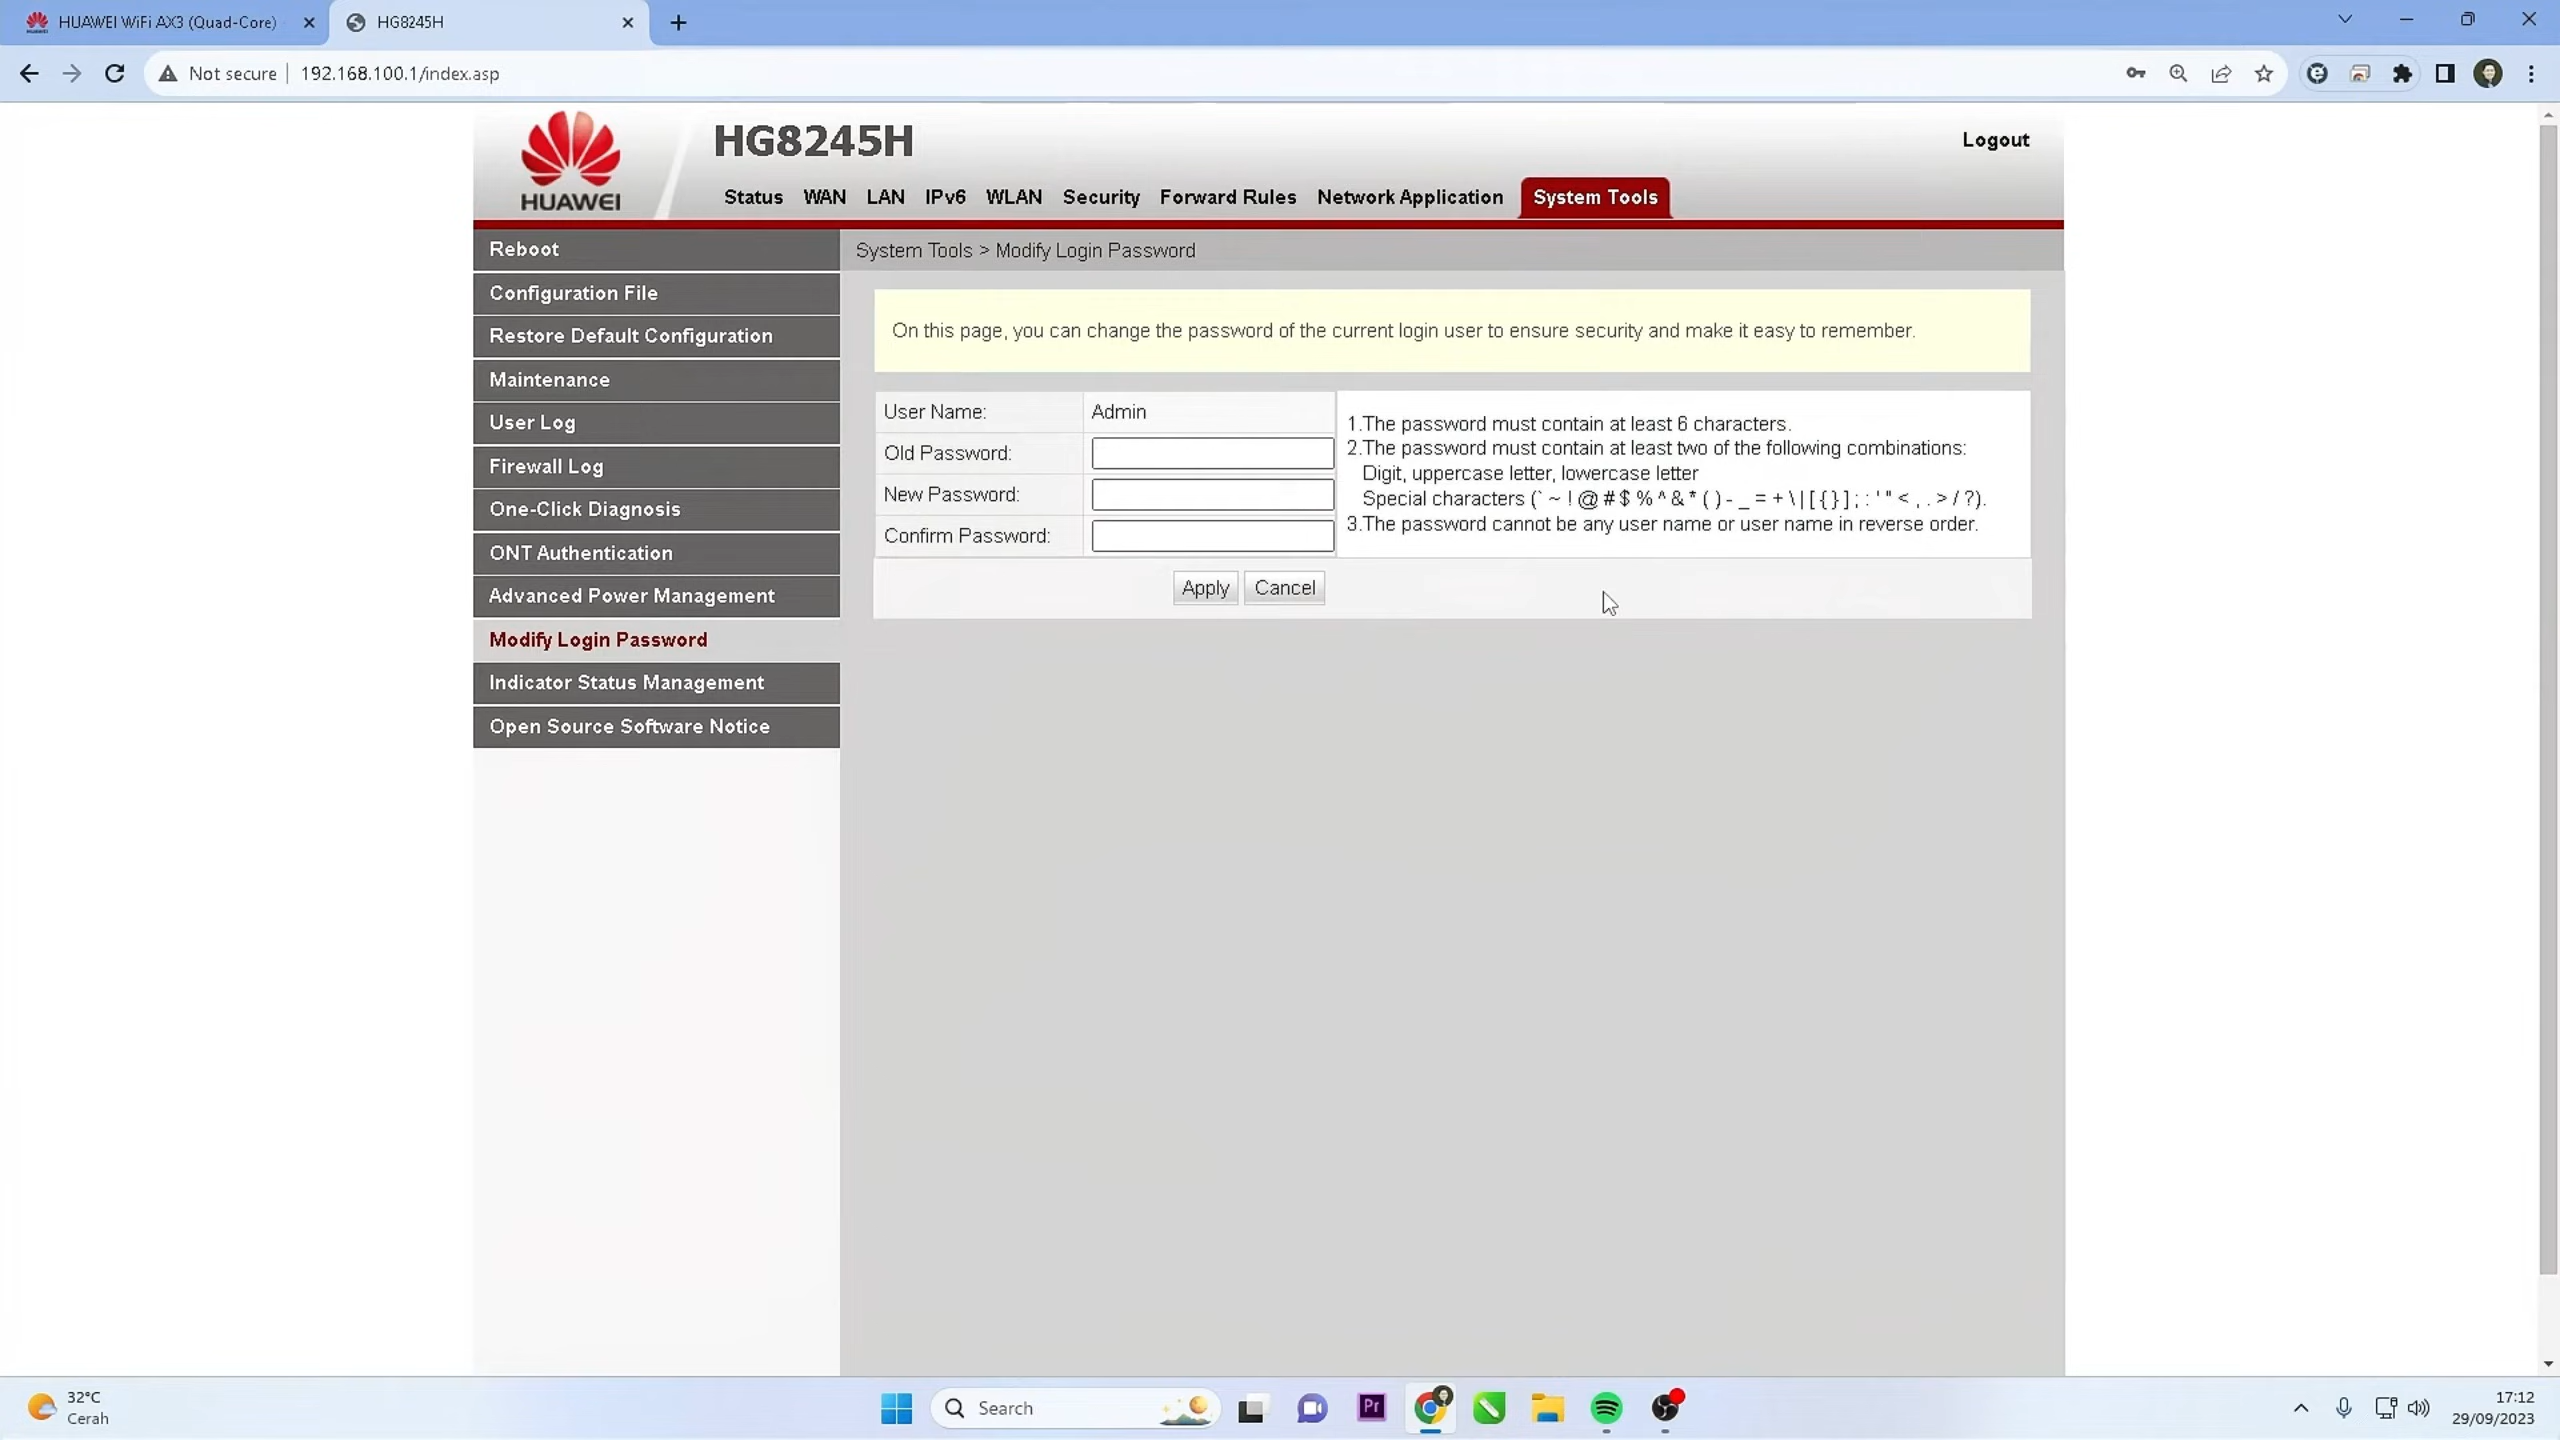 HUAWEI WiFi AX3 (Quad-Core)
HG8245H
Not secure
192.168.100.1/index.asp
HUAWEI
HG8245H
Logout
Status WAN LAN IPv6 WLAN Security Forward Rules Network Application System Tools
Reboot
Configuration File
Restore Default Configuration
Maintenance
User Log
Firewall Log
One-Click Diagnosis
ONT Authentication
Advanced Power Management
Modify Login Password
Indicator Status Management
Open Source Software Notice
System Tools > Modify Login Password
On this page, you can change the password of the current login user to ensure security and make it easy to remember.
User Name: Admin
Old Password:
New Password:
Confirm Password:
1.The password must contain at least 6 characters.
2.The password must contain at least two of the following combinations:
Digit, uppercase letter, lowercase letter
Special characters (` ~ ! @ # $ % ^ & * ( ) - _ = + \ | [ { } ] ; : ' " < , . > / ?).
3.The password cannot be any user name or user name in reverse order.
Apply Cancel
32°C
Cerah
Search
Pr
17:12
29/09/2023